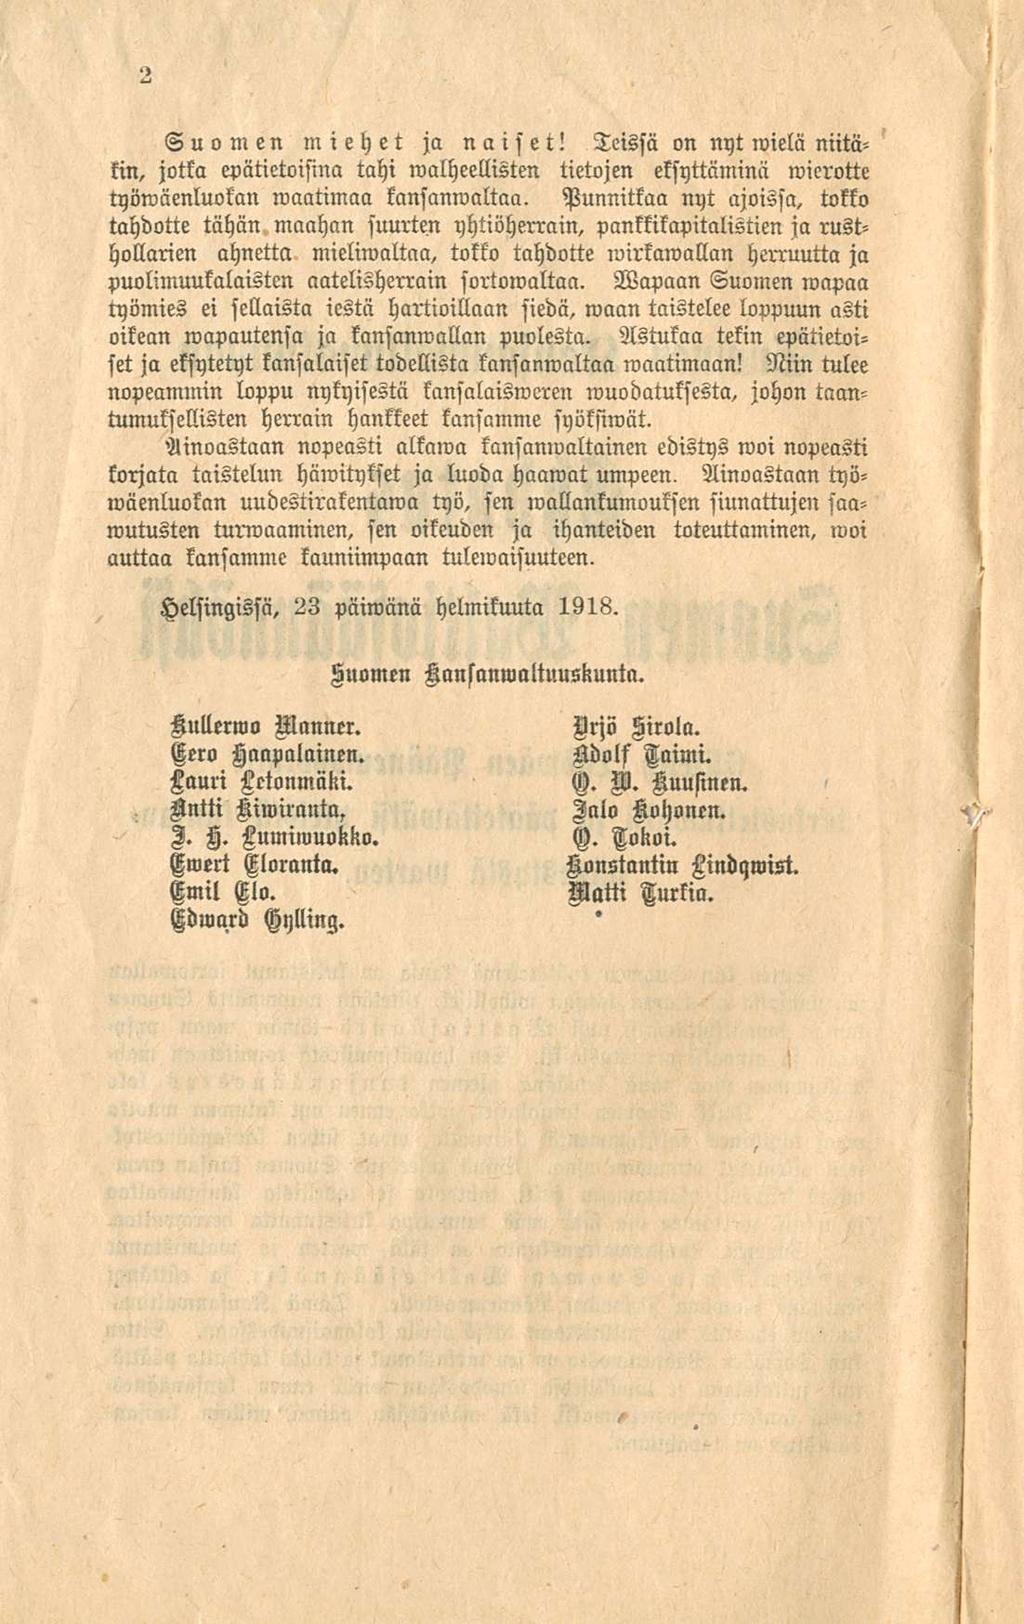 2
Suomen miehet ja naiset! Teissä on nyt wielä niitä-
kin, jotka epätietoisina tahi walheellisten tietojen eksyttäminä wierotte
työwäenluokan waatimaa kansanwaltaa. Punnitkaa nyt ajoissa, tokko
tahdotte tähän maahan suurten yhtiöherrain, pankkikapitalistien ja rust-
hollarien ahnetta mieliwaltaa, tokko tahdotte wirkawallan herruutta ja
puolimuukalaisten aatelisherrain sortowaltaa. Wapaan Suomen wapaa
työmies ei sellaista iestä hartioillaan siedä, waan taistelee loppuun asti
oikean wapautensa ja kansanwallan puolesta. Astukaa tekin epätietoi-
set ja eksytetyt kansalaiset todellista kansanwaltaa waatimaan! Niin tulee
nopeammin loppu nykyisestä kansalaisweren wuodatuksesta, johon taan-
tumuksellisten herrain hankkeet kansamme syöksiwät.
Ainoastaan nopeasti alkawa kansanwaltainen edistys woi nopeasti
korjata taistelun häwitykset ja luoda haawat umpeen. Ainoastaan työ-
wäenluokan uudestirakentawa työ, sen wallankumouksen siunattujen saa-
wutusten turwaaminen, sen oikeuden ja ihanteiden toteuttaminen, woi
auttaa kansamme kauniimpaan tulewaisuuteen.
Helsingissä, 23 päiwänä helmikuuta 1918.
Suomen Kansanwaltuuskunta.
Kullerwo Manner.
Eero Haapalainen.
Lauri Letonmäki.
Antti Kiwiranta.
J. H. Lumiwuokko.
Ewert Eloranta.
Emil Elo.
Edward Gylling.
Yrjö Sirola.
Adolf Taimi.
O. W. Kuusinen.
Jalo Kohonen.
O. Tokoi.
Konstantin Lindqwist.
Matti Turkia.